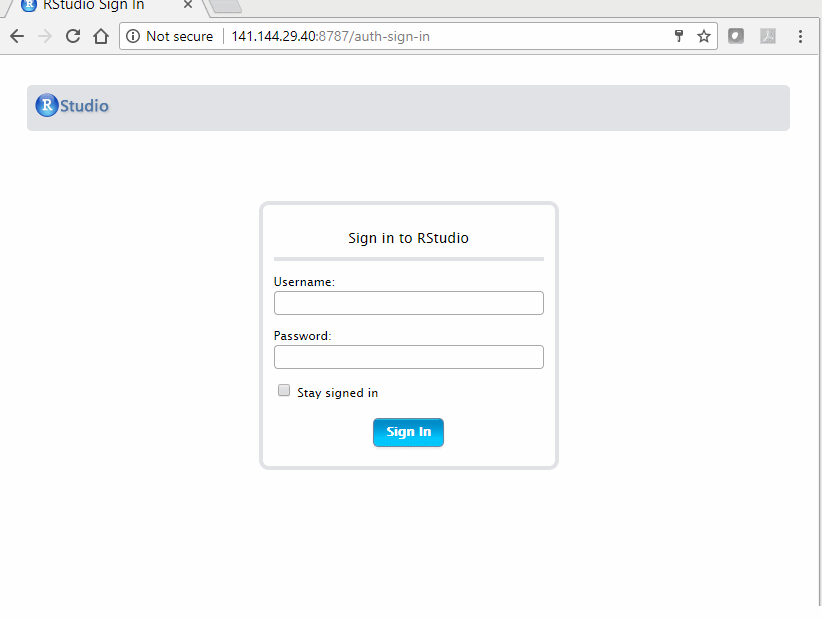 RStudio Sign In
Not secure 141.144.29.40:8787/auth-sign-in
R Studio
Sign in to RStudio
Username:
Password:
Stay signed in
Sign In